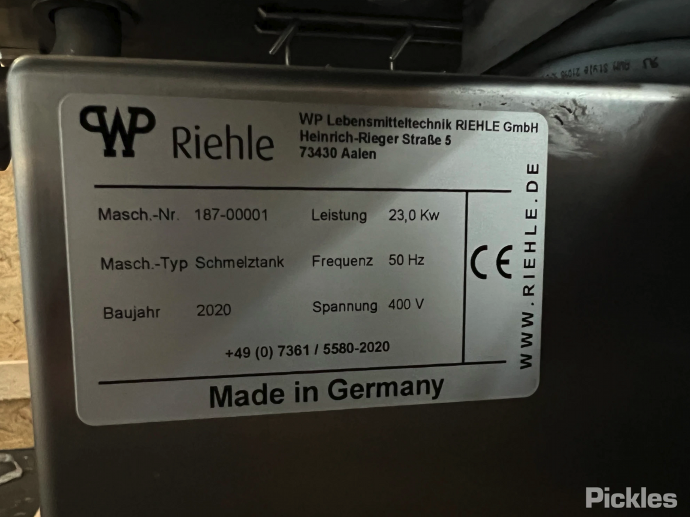 WP Riehle
WP Lebensmitteltechnik RIEHLE GmbH
Heinrich-Rieger Straße 5
73430 Aalen
Masch.-Nr. 187-00001 Leistung 23,0 Kw
Masch.-Typ Schmelztank Frequenz 50 Hz
Baujahr 2020 Spannung 400 V
+49 (0) 7361 / 5580-2020
CE
WWW.RIEHLE.DE
Made in Germany
Pickles